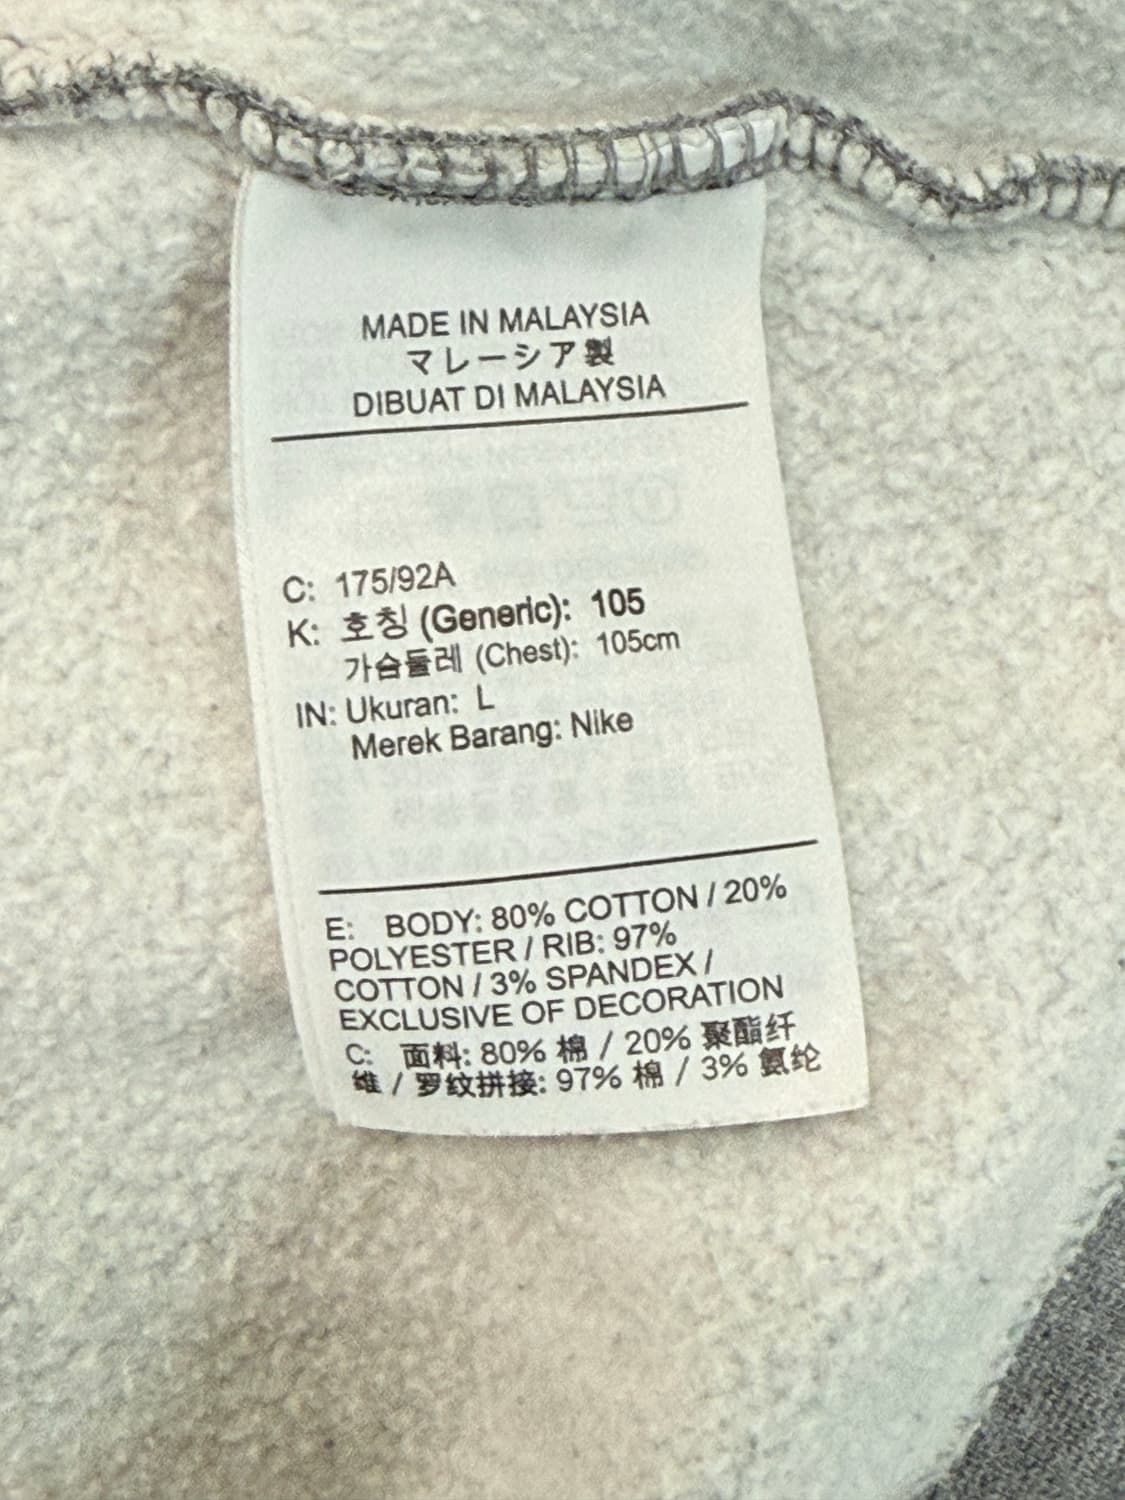 MADE IN MALAYSIA
マレーシア製
DIBUAT DI MALAYSIA
C: 175/92A
K: 호칭 (Generic): 105
가슴둘레 (Chest): 105cm
IN: Ukuran: L
Merek Barang: Nike
E: BODY: 80% COTTON / 20%
POLYESTER / RIB: 97%
COTTON / 3% SPANDEX /
EXCLUSIVE OF DECORATION
C: 面料: 80% 棉 / 20% 聚酯纤
维 / 罗纹拼接: 97% 棉 / 3% 氨纶